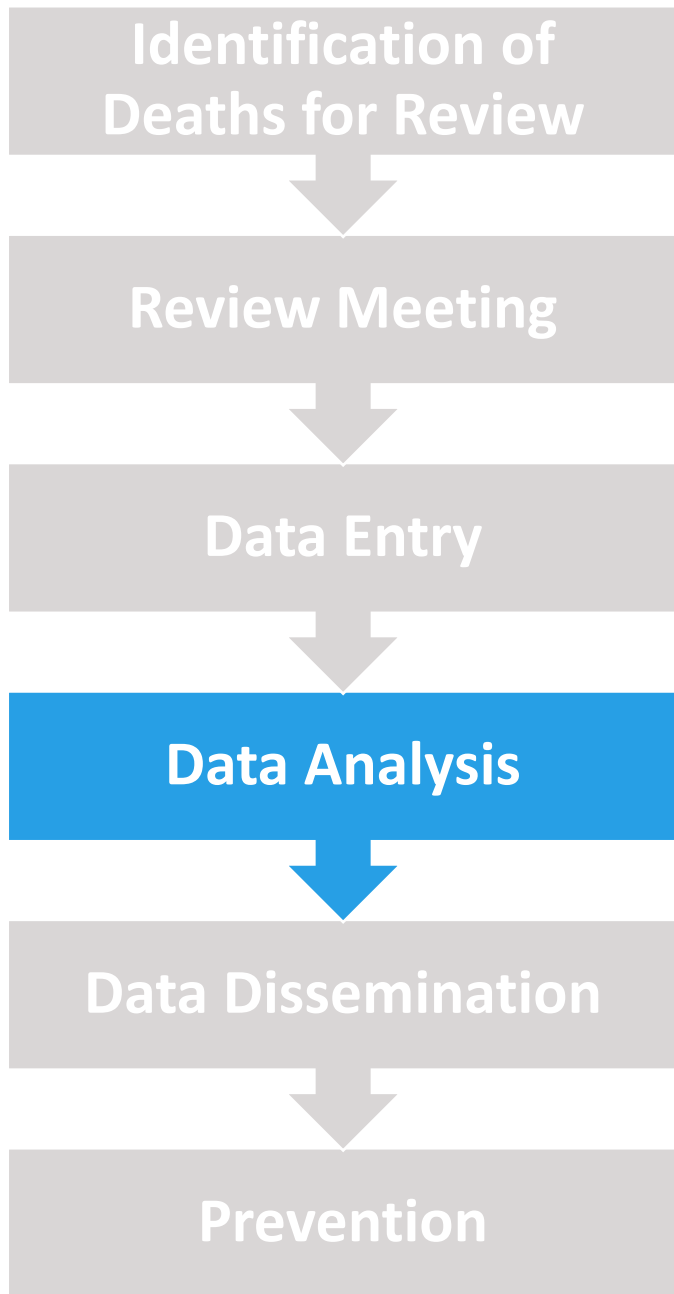 Identification of
Deaths for Review
Review Meeting
Data Entry
Data Analysis
Data Dissemination
Prevention